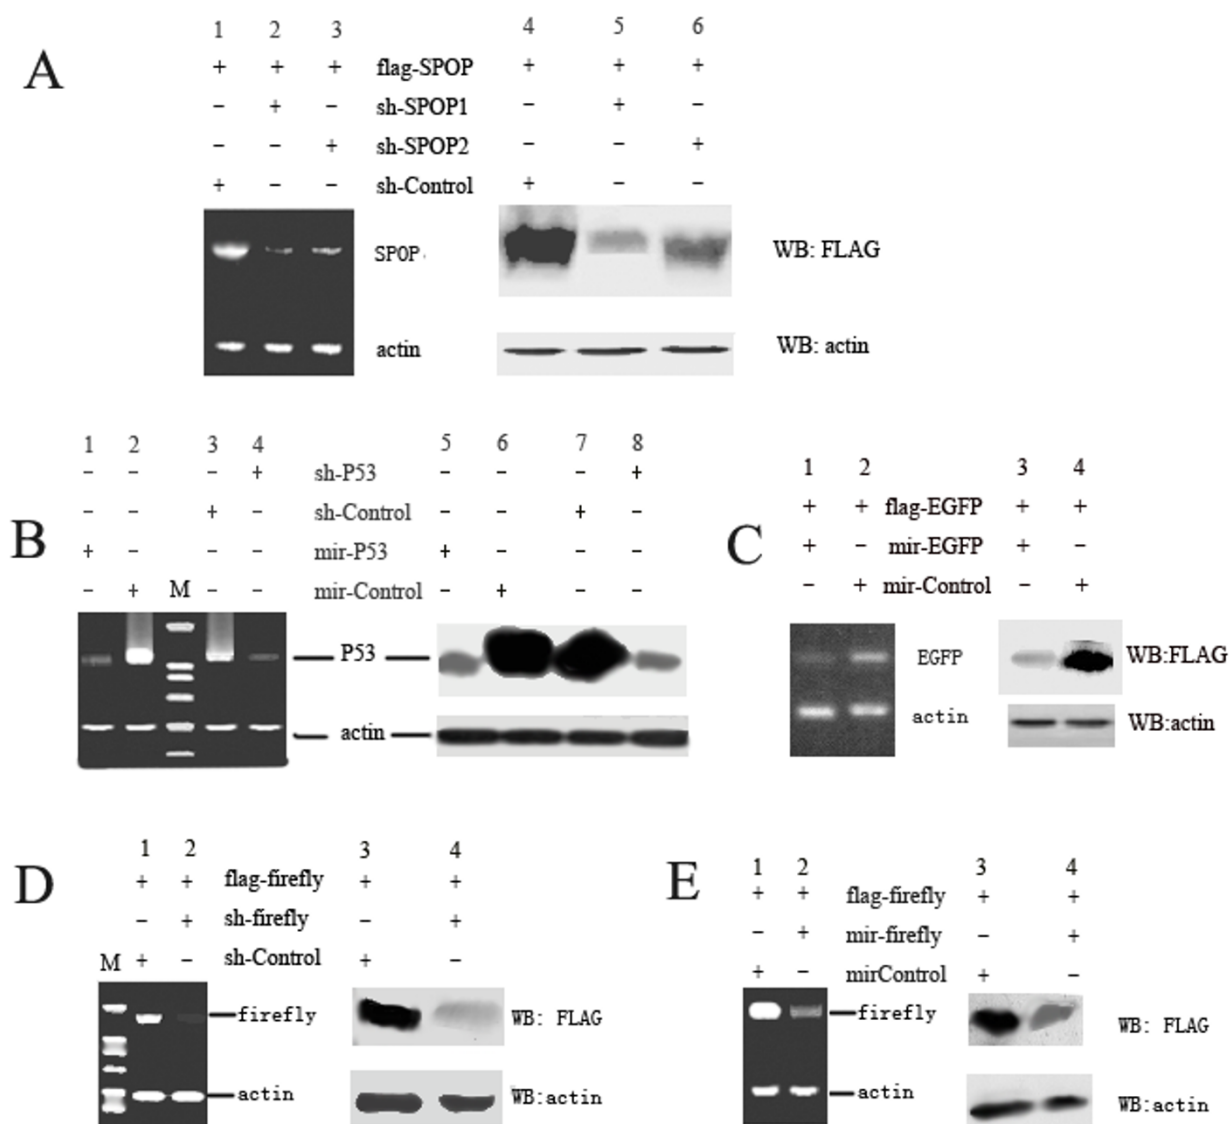 1 2 3 4 5 6
A
+ + + flag-SPOP + + +
- + - sh-SPOP1 - + -
- - + sh-SPOP2 - - +
+ - - sh-Control + - -
SPOP WB: FLAG
actin WB: actin
1 2 3 4 5 6 7 8
B
- - - + sh-P53 - - - +
- - + - sh-Control - - + -
+ - - - mir-P53 + - - -
- + M - - mir-Control - + - -
P53
actin
1 2 3 4
C
+ + flag-EGFP + +
+ - mir-EGFP + -
- + mir-Control - +
EGFP WB:FLAG
actin WB:actin
1 2 3 4
D
+ + flag-firefly + +
- + sh-firefly - +
M + - sh-Control + -
firefly WB: FLAG
actin WB:actin
1 2 3 4
E
+ + flag-firefly + +
- + mir-firefly - +
+ - mirControl + -
firefly WB: FLAG
actin WB:actin